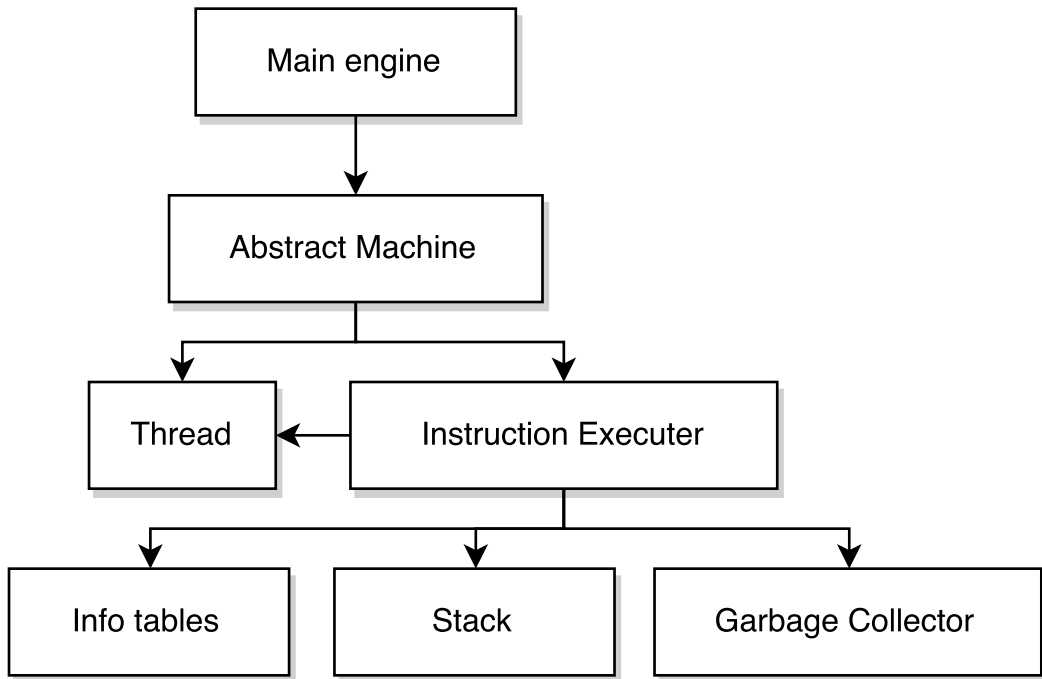 Main engine
Abstract Machine
Thread
Instruction Executer
Info tables
Stack
Garbage Collector